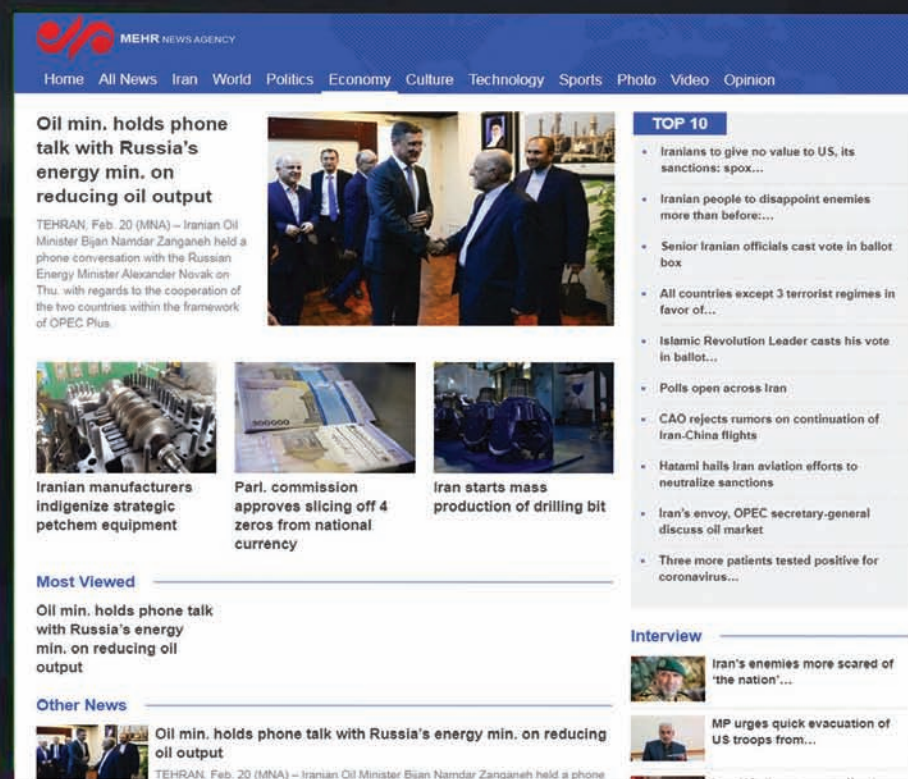 MEHR NEWS AGENCY
Home All News Iran World Politics Economy Culture Technology Sports Photo Video Opinion
Oil min. holds phone
talk with Russia's
energy min. on
reducing oil output
TEHRAN, Feb. 20 (MNA) – Iranian Oil
Minister Bijan Namdar Zanganeh held a
phone conversation with the Russian
Energy Minister Alexander Novak on
Thu. with regards to the cooperation of
the two countries within the framework
of OPEC Plus.
Iranian manufacturers
indigenize strategic
petchem equipment
Parl. commission
approves slicing off 4
zeros from national
currency
Iran starts mass
production of drilling bit
Most Viewed
Oil min. holds phone talk
with Russia's energy
min. on reducing oil
output
Other News
Oil min. holds phone talk with Russia's energy min. on reducing
oil output
TEHRAN, Feb. 20 (MNA) – Iranian Oil Minister Bijan Namdar Zanganeh held a phone
TOP 10
Iranians to give no value to US, its
sanctions: spox...
Iranian people to disappoint enemies
more than before:...
Senior Iranian officials cast vote in ballot
box
All countries except 3 terrorist regimes in
favor of...
Islamic Revolution Leader casts his vote
in ballot...
Polls open across Iran
CAO rejects rumors on continuation of
Iran-China flights
Hatami hails Iran aviation efforts to
neutralize sanctions
Iran's envoy, OPEC secretary-general
discuss oil market
Three more patients tested positive for
coronavirus...
Interview
Iran's enemies more scared of
'the nation'...
MP urges quick evacuation of
US troops from...